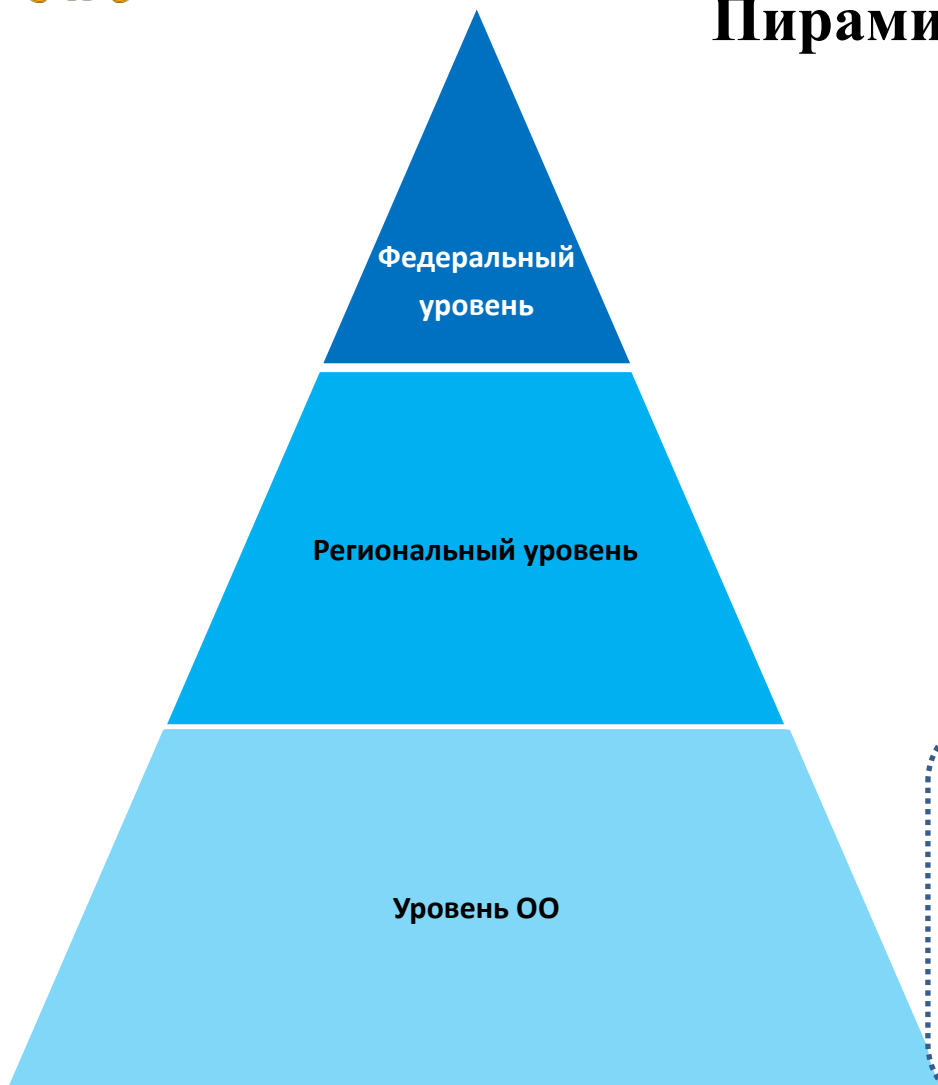 Пирами
Федеральный
уровень
Региональный уровень
Уровень ОО